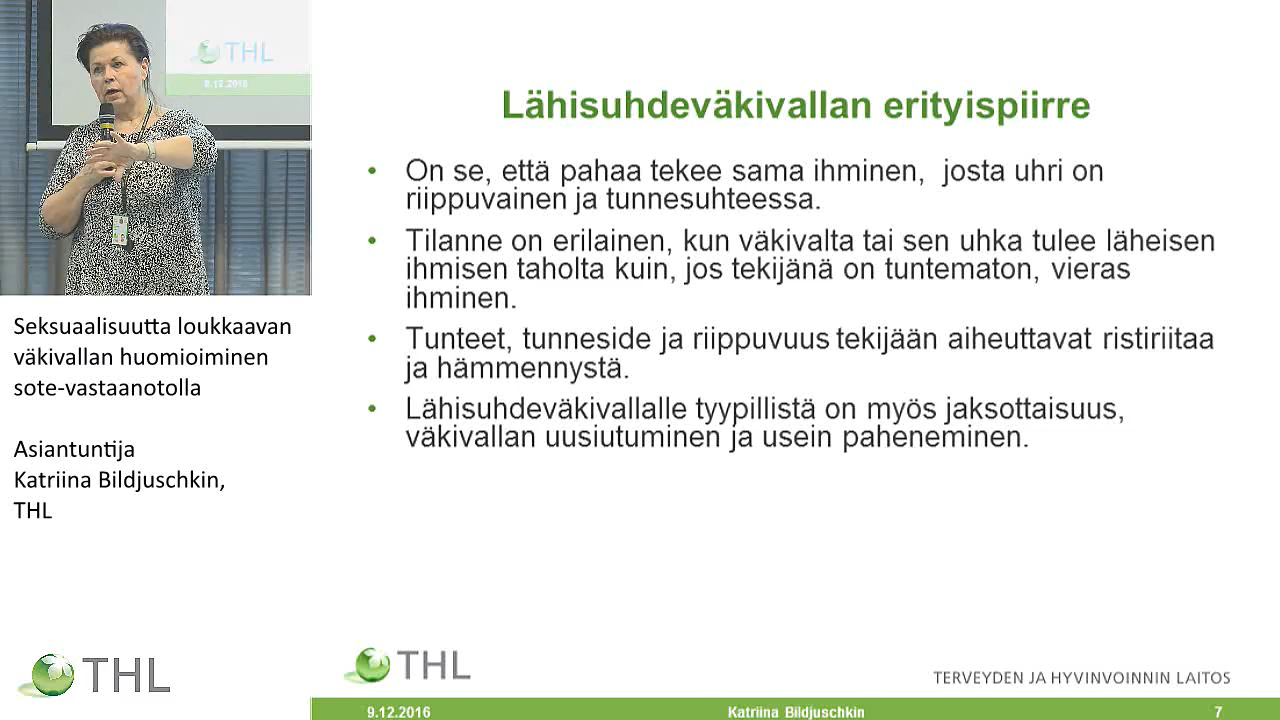 THL
8.12.2016
Seksuaalisuutta loukkaavan
väkivallan huomioiminen
sote-vastaanotolla
Asiantuntija
Katriina Bildjuschkin,
THL
THL
Lähisuhdeväkivallan erityispiirre
• On se, että pahaa tekee sama ihminen, josta uhri on
riippuvainen ja tunnesuhteessa.
• Tilanne on erilainen, kun väkivalta tai sen uhka tulee läheisen
ihmisen taholta kuin, jos tekijänä on tuntematon, vieras
ihminen.
• Tunteet, tunneside ja riippuvuus tekijään aiheuttavat ristiriitaa
ja hämmennystä.
• Lähisuhdeväkivallalle tyypillistä on myös jaksottaisuus,
väkivallan uusiutuminen ja usein paheneminen.
THL
TERVEYDEN JA HYVINVOINNIN LAITOS
9.12.2016
Katriina Bildjuschkin
7